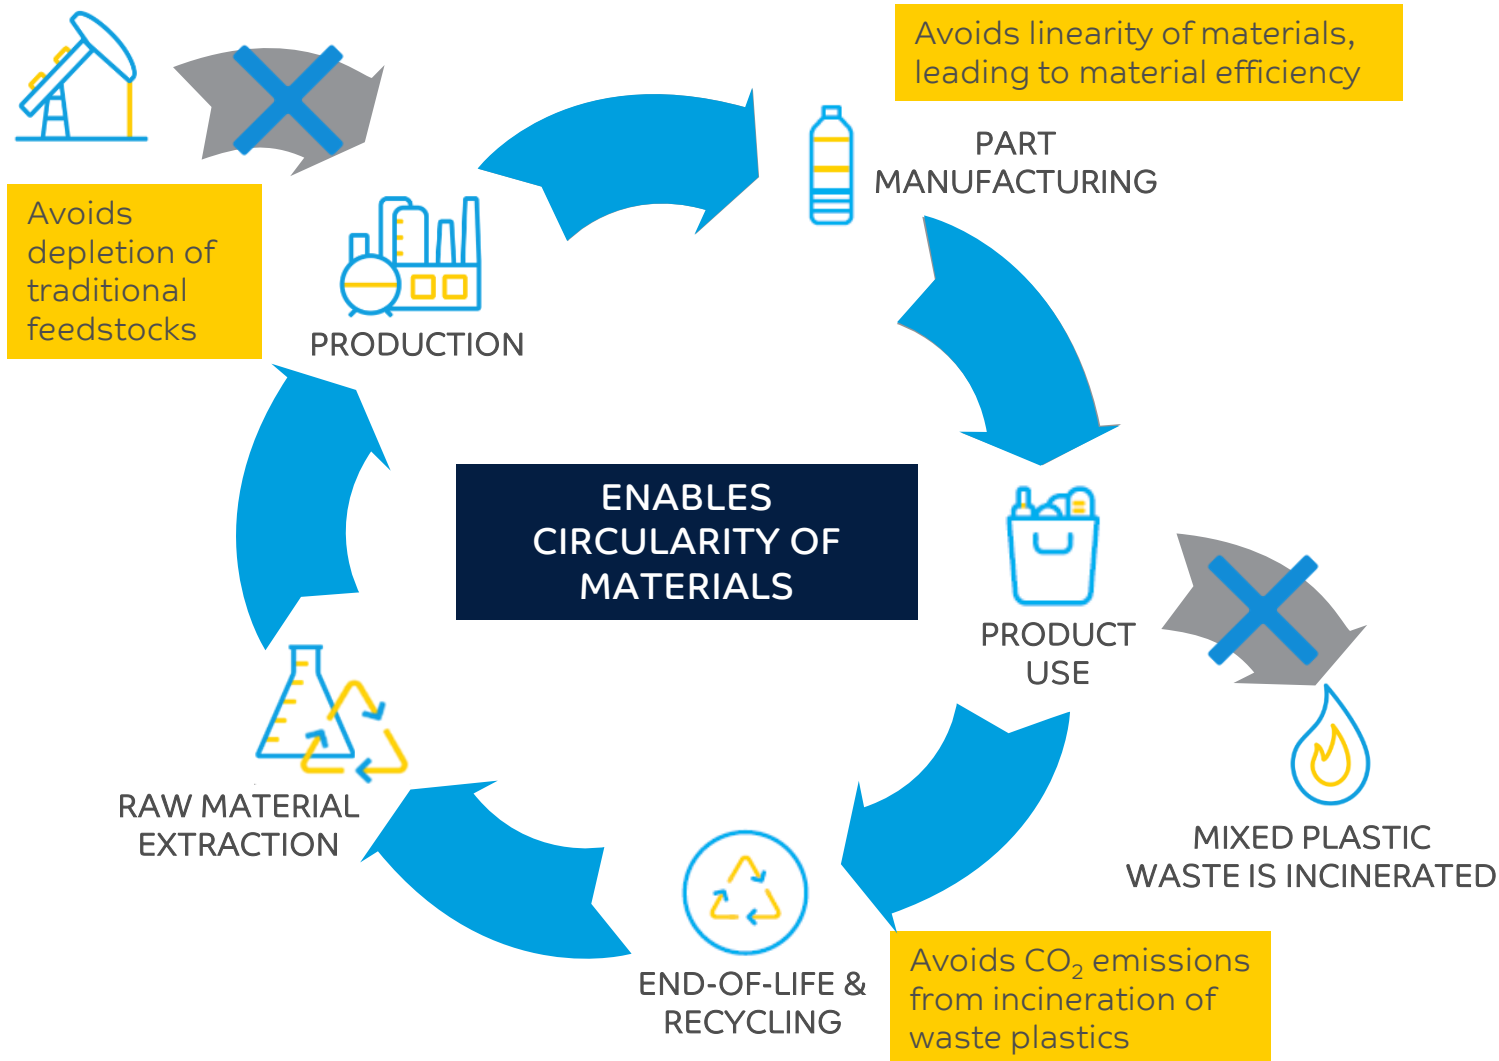 Avoids linearity of materials,
leading to material efficiency
PART
MANUFACTURING
Avoids
depletion of
traditional
feedstocks
PRODUCTION
ENABLES
CIRCULARITY OF
MATERIALS
PRODUCT
USE
RAW MATERIAL
EXTRACTION
MIXED PLASTIC
WASTE IS INCINERATED
END-OF-LIFE &
RECYCLING
Avoids CO₂ emissions
from incineration of
waste plastics